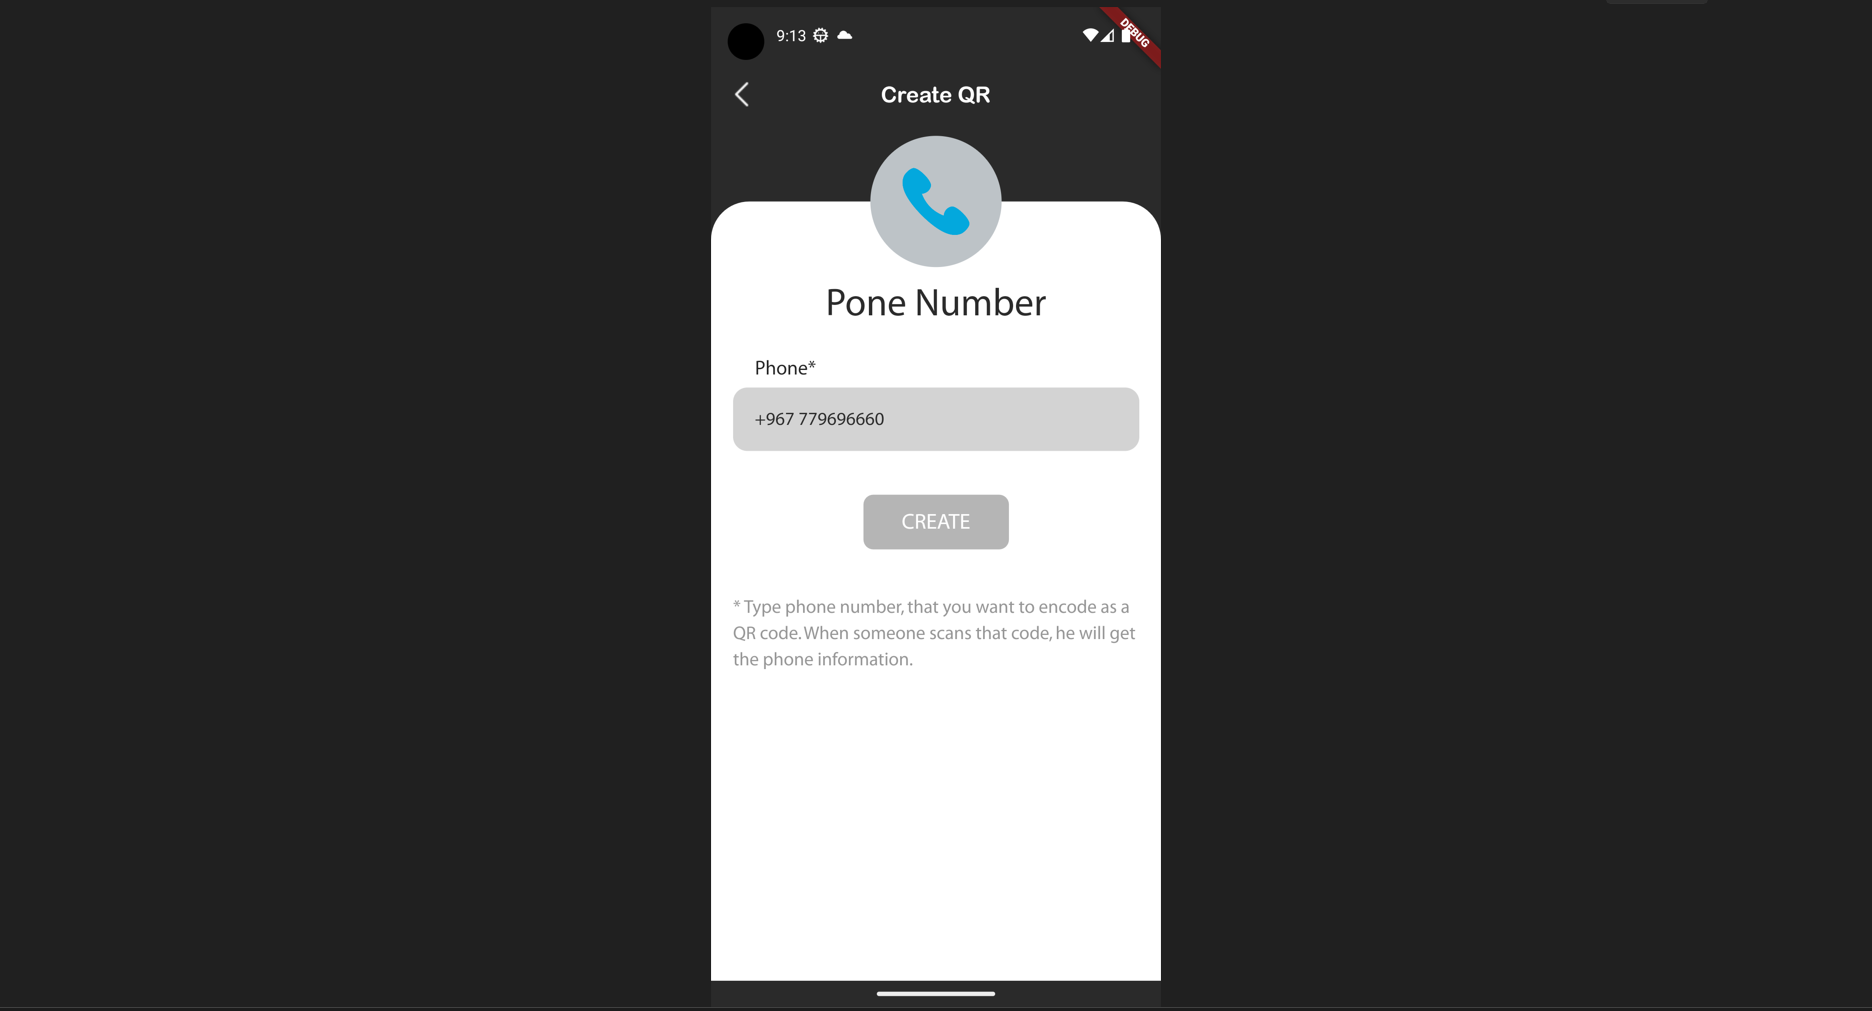 9:13
DEBUG
Create QR
Pone Number
Phone*
+967 779696660
CREATE
* Type phone number, that you want to encode as a
QR code. When someone scans that code, he will get
the phone information.